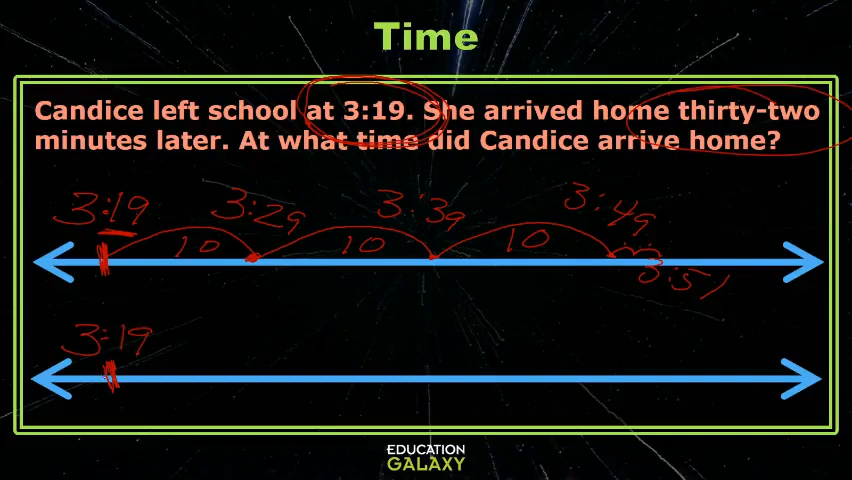 Time
Candice left school at 3:19. She arrived home thirty-two
minutes later. At what time did Candice arrive home?
3:19 3:29 3:39 3:49
10 10 10
3:51
3:19
EDUCATION
GALAXY